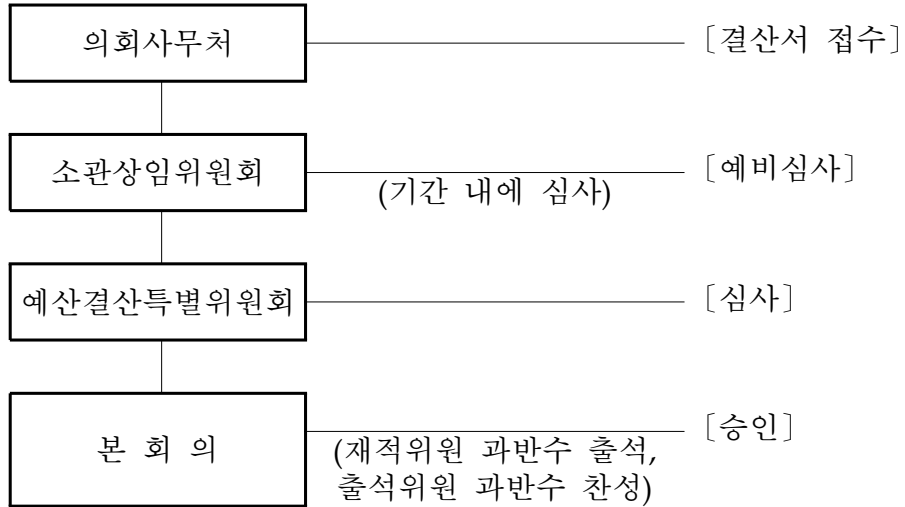 의회사무처 [결산서 접수]
소관상임위원회 [예비심사]
(기간 내에 심사)
예산결산특별위원회 [심사]
본 회 의 [승인]
(재적위원 과반수 출석,
출석위원 과반수 찬성)